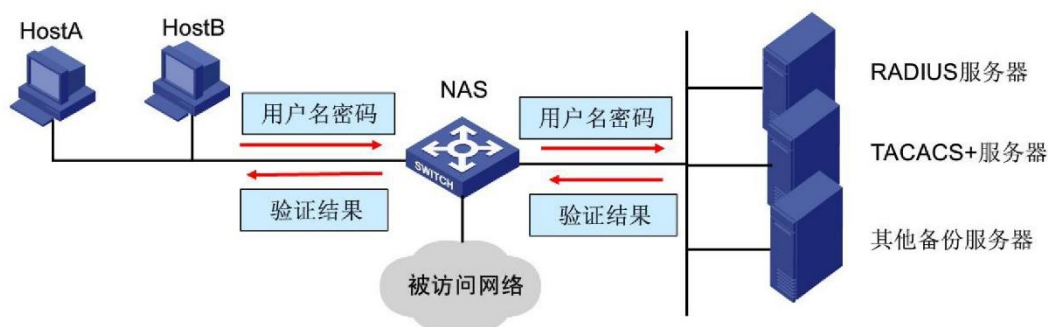 HostA
HostB
NAS
用户名密码
用户名密码
SWITCH
验证结果
验证结果
被访问网络
RADIUS服务器
TACACS+服务器
其他备份服务器